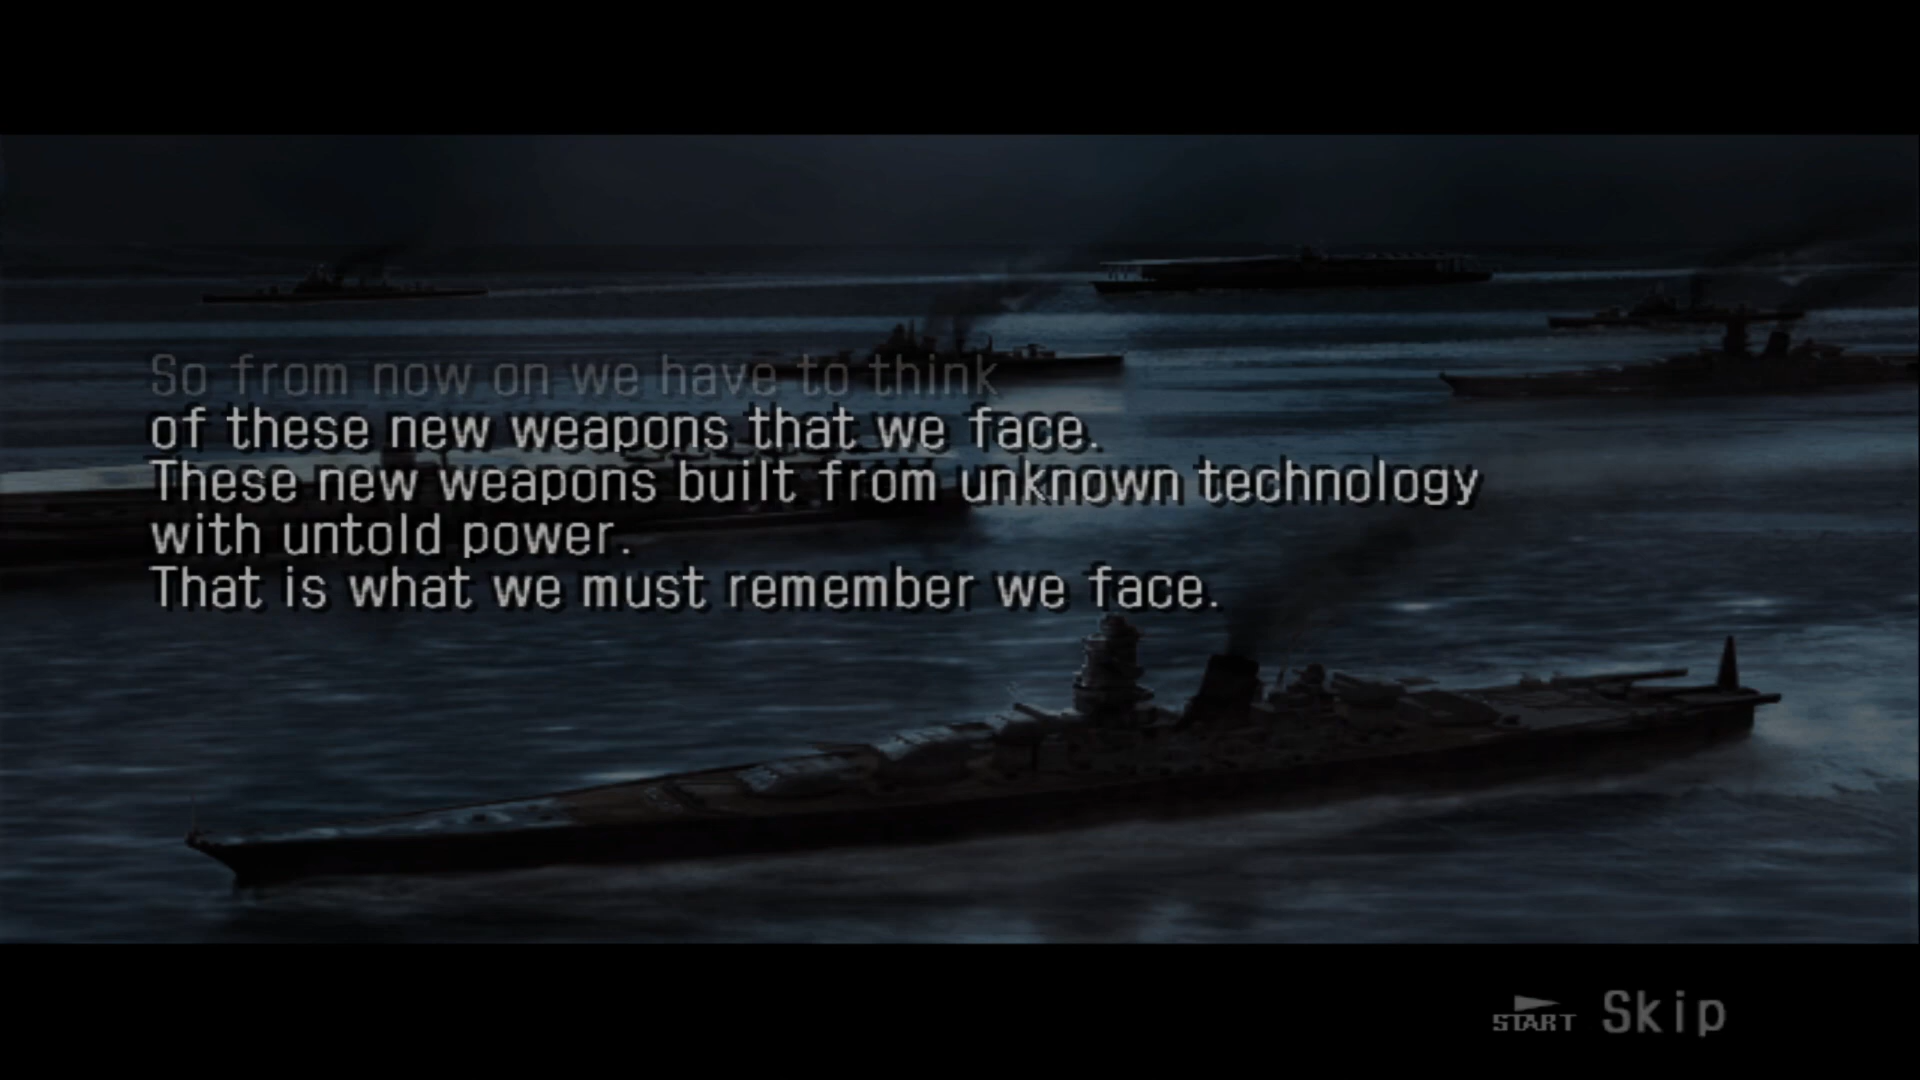 So from now on we have to think
of these new weapons that we face.
These new weapons built from unknown technology
with untold power.
That is what we must remember we face.
START Skip